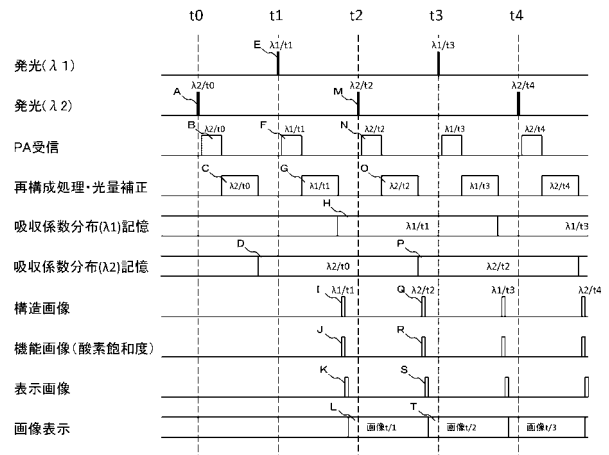 t0 t1 t2 t3 t4
発光(λ1) E λ1/t1 λ1/t3
発光(λ2) A λ2/t0 M λ2/t2 λ2/t4
PA受信 B λ2/t0 F λ1/t1 N λ2/t2 λ1/t3 λ2/t4
再構成処理・光量補正 C λ2/t0 G λ1/t1 O λ2/t2 λ1/t3 λ2/t4
吸収係数分布(λ1)記憶 H λ1/t1 λ1/t3
吸収係数分布(λ2)記憶 D λ2/t0 P λ2/t2
構造画像 I λ1/t1 Q λ2/t2 λ1/t3 λ2/t4
機能画像(酸素飽和度) J R
表示画像 K S
画像表示 L 画像t/1 T 画像t/2 画像t/3